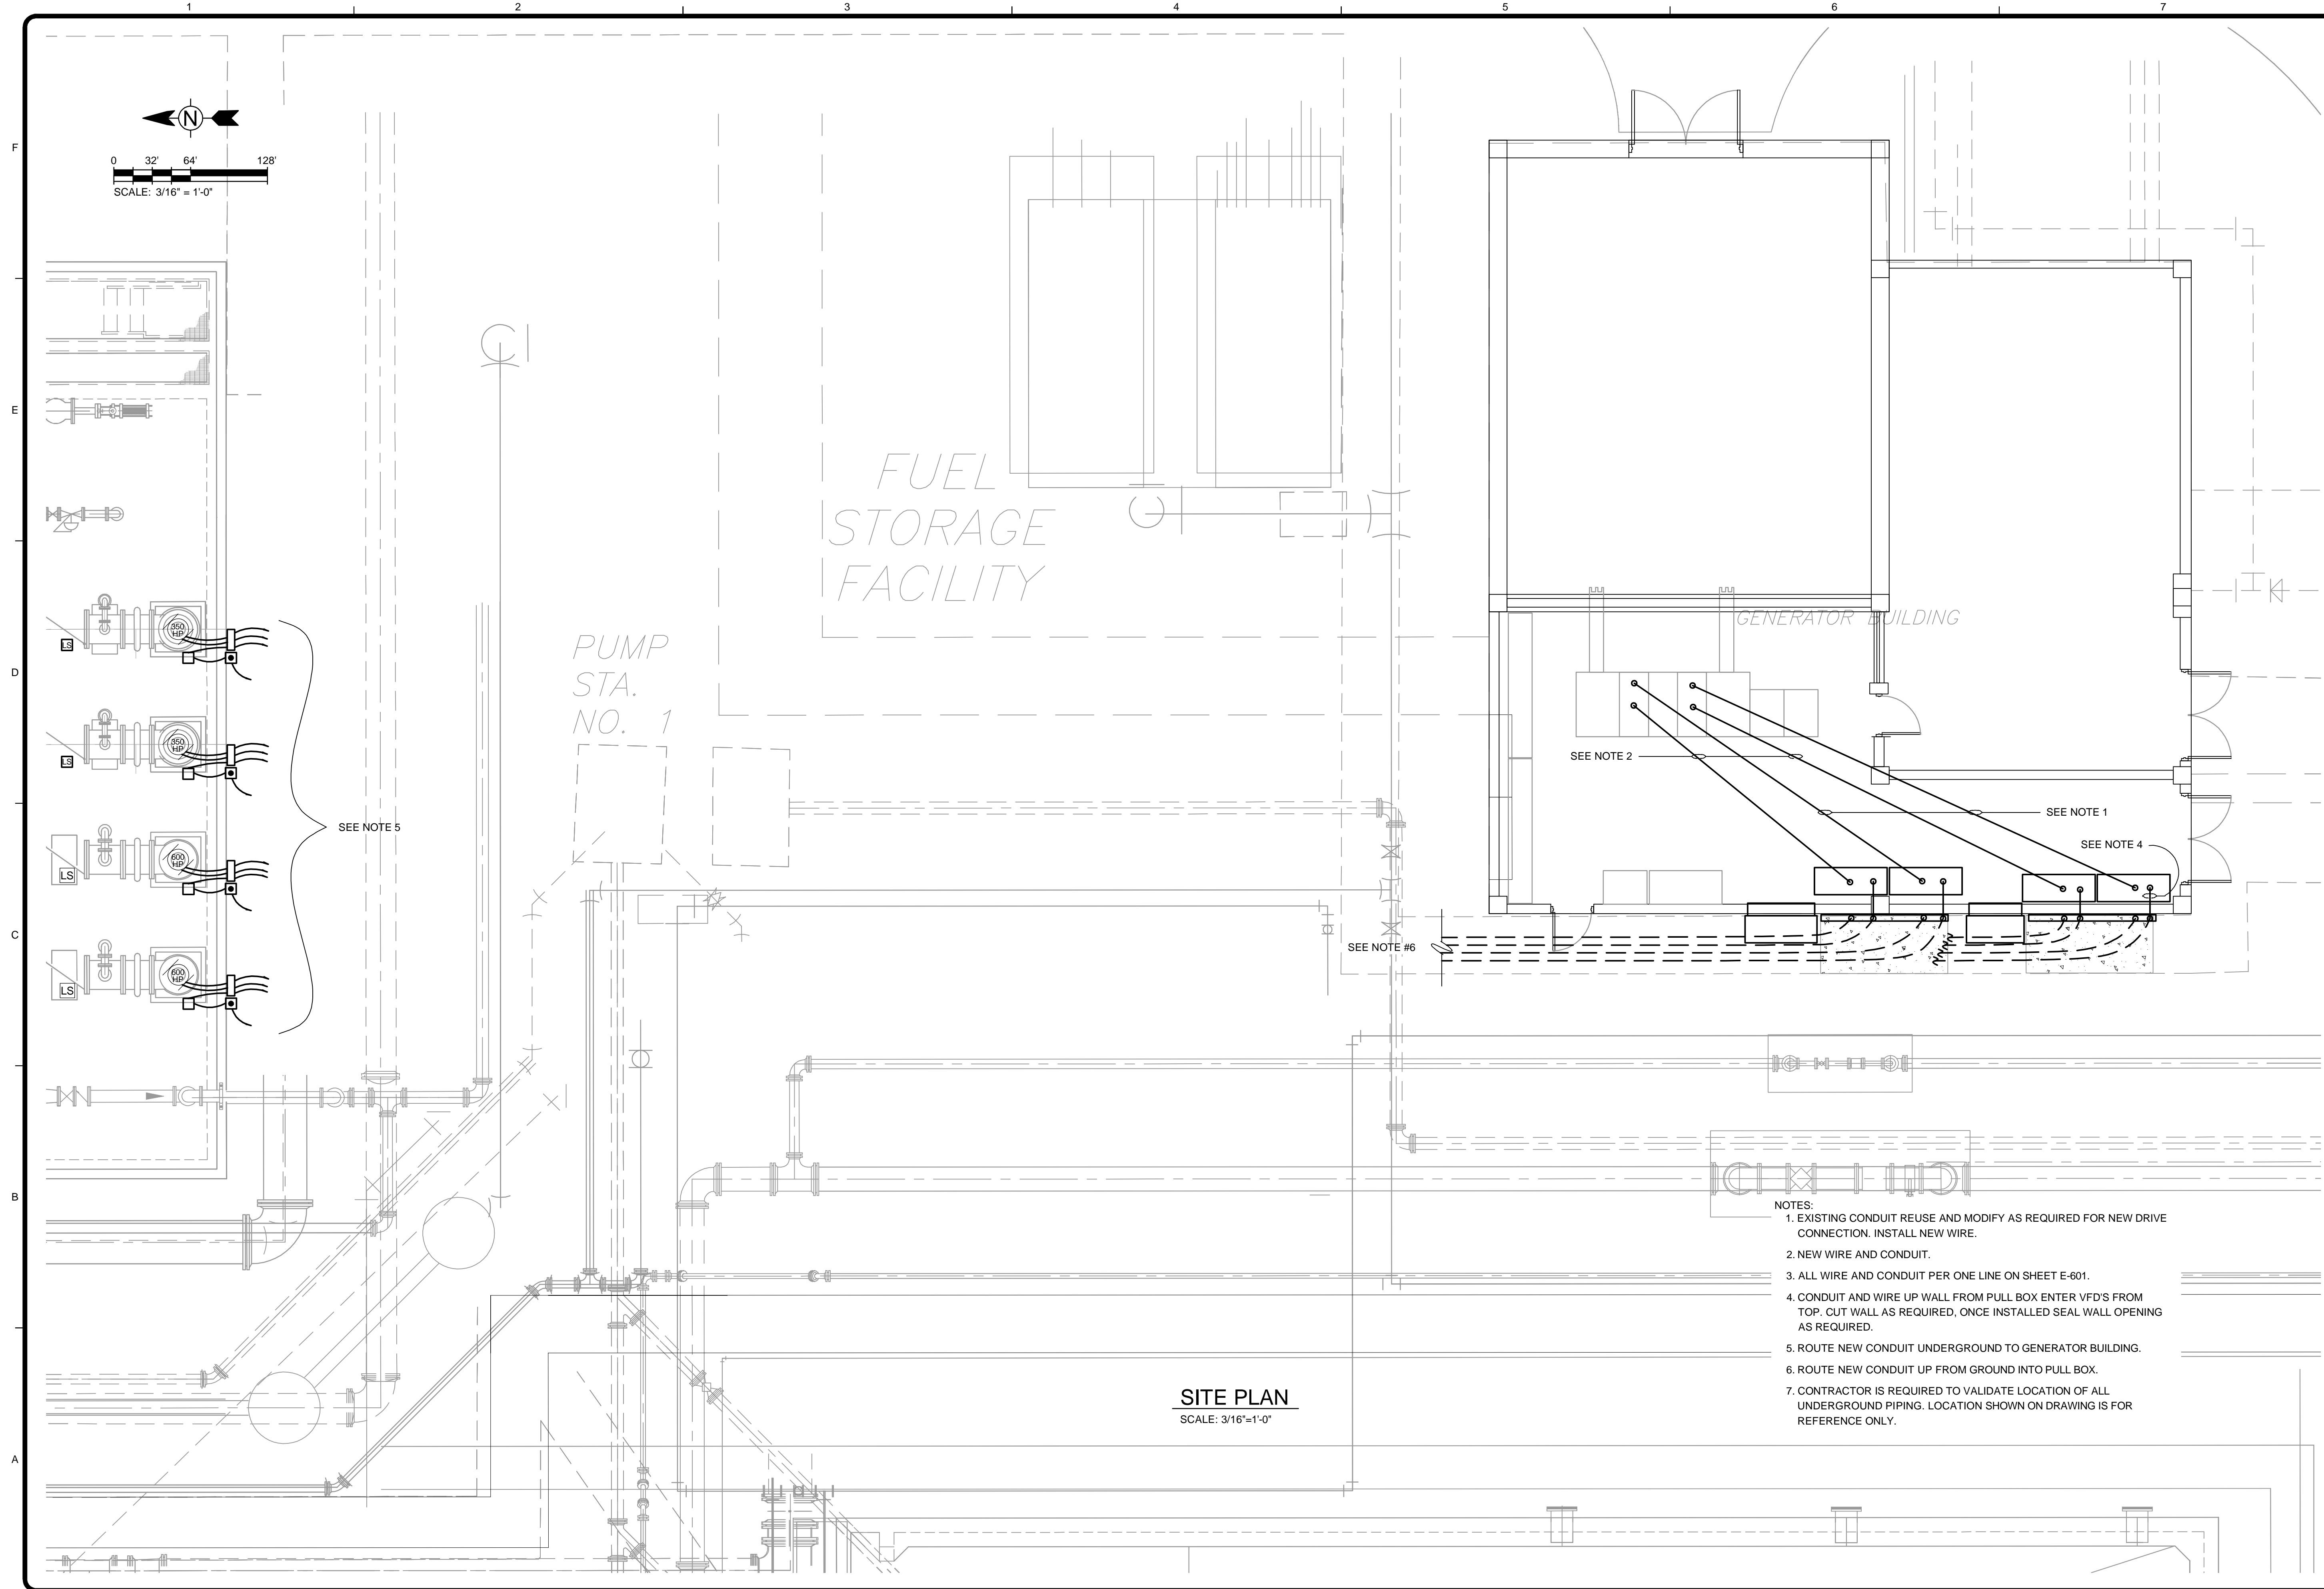 1 2 3 4 5 6 7
F
E
D
C
B
A
N
0 32' 64' 128'
SCALE: 3/16" = 1'-0"
FUEL
STORAGE
FACILITY
PUMP
STA.
NO. 1
GENERATOR BUILDING
350
HP
LS
350
HP
LS
600
HP
LS
600
HP
LS
SEE NOTE 5
SEE NOTE 2
SEE NOTE 1
SEE NOTE 4
SEE NOTE #6
NOTES:
1. EXISTING CONDUIT REUSE AND MODIFY AS REQUIRED FOR NEW DRIVE
CONNECTION. INSTALL NEW WIRE.
2. NEW WIRE AND CONDUIT.
3. ALL WIRE AND CONDUIT PER ONE LINE ON SHEET E-601.
4. CONDUIT AND WIRE UP WALL FROM PULL BOX ENTER VFD'S FROM
TOP. CUT WALL AS REQUIRED, ONCE INSTALLED SEAL WALL OPENING
AS REQUIRED.
5. ROUTE NEW CONDUIT UNDERGROUND TO GENERATOR BUILDING.
6. ROUTE NEW CONDUIT UP FROM GROUND INTO PULL BOX.
7. CONTRACTOR IS REQUIRED TO VALIDATE LOCATION OF ALL
UNDERGROUND PIPING. LOCATION SHOWN ON DRAWING IS FOR
REFERENCE ONLY.
SITE PLAN
SCALE: 3/16"=1'-0"